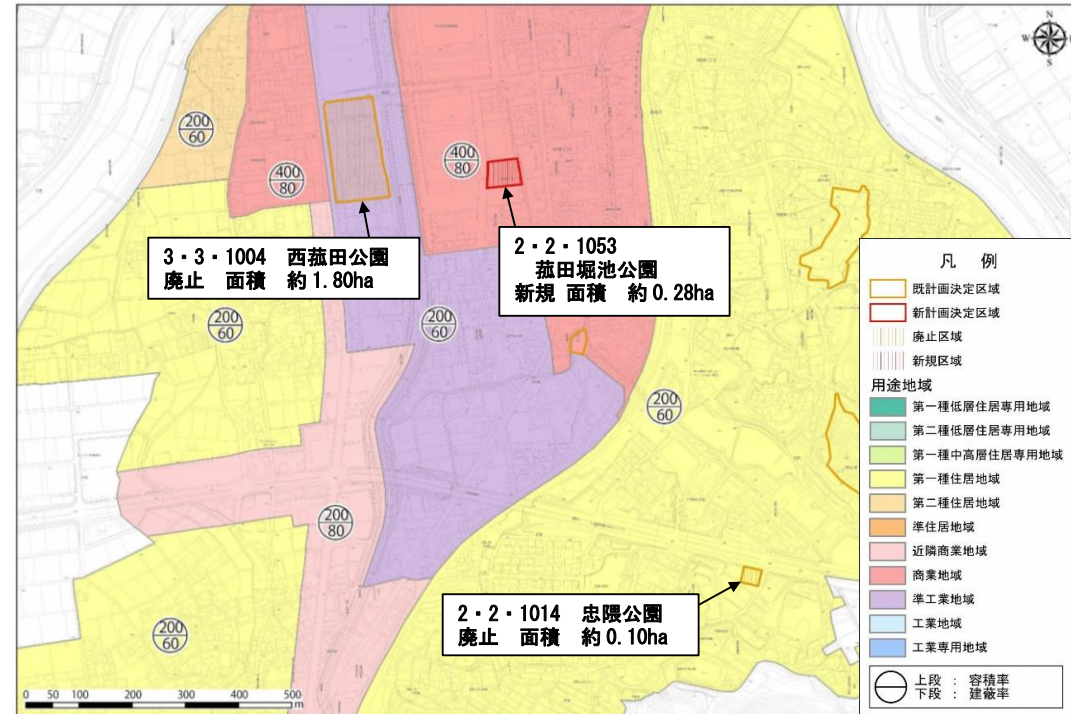 N
W
S
200
60
400
80
400
80
3・3・1004 西菰田公園
廃止 面積 約1.80ha
2・2・1053
菰田堀池公園
新規 面積 約0.28ha
200
60
200
60
200
60
200
80
200
60
2・2・1014 忠隈公園
廃止 面積 約0.10ha
凡 例
既計画決定区域
新計画決定区域
廃止区域
新規区域
用途地域
第一種低層住居専用地域
第二種低層住居専用地域
第一種中高層住居専用地域
第一種住居地域
第二種住居地域
準住居地域
近隣商業地域
商業地域
準工業地域
工業地域
工業専用地域
上段 : 容積率
下段 : 建蔽率
0 50 100 200 300 400 500
m